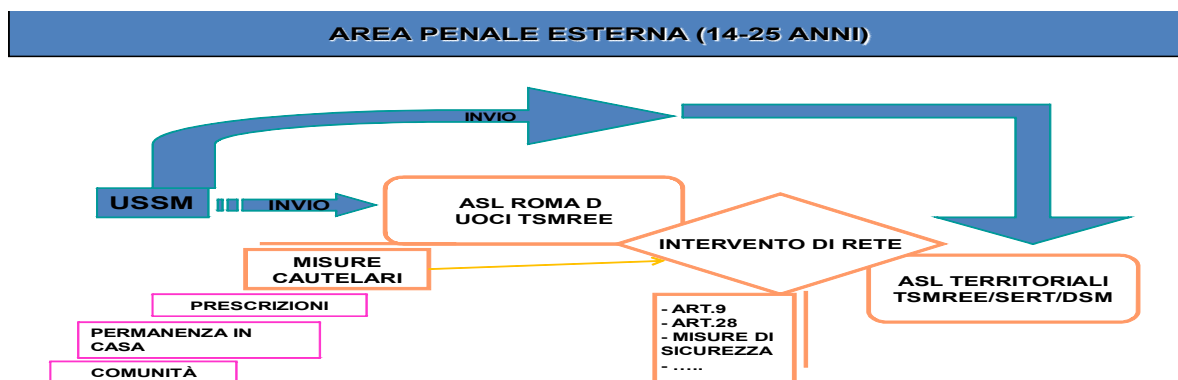 AREA PENALE ESTERNA (14-25 ANNI)
INVIO
USSM
INVIO
ASL ROMA D
UOCI TSMREE
INTERVENTO DI RETE
MISURE
CAUTELARI
ASL TERRITORIALI
TSMREE/SERT/DSM
PRESCRIZIONI
PERMANENZA IN
CASA
COMUNITÀ
- ART.9
- ART.28
- MISURE DI
SICUREZZA
- .....